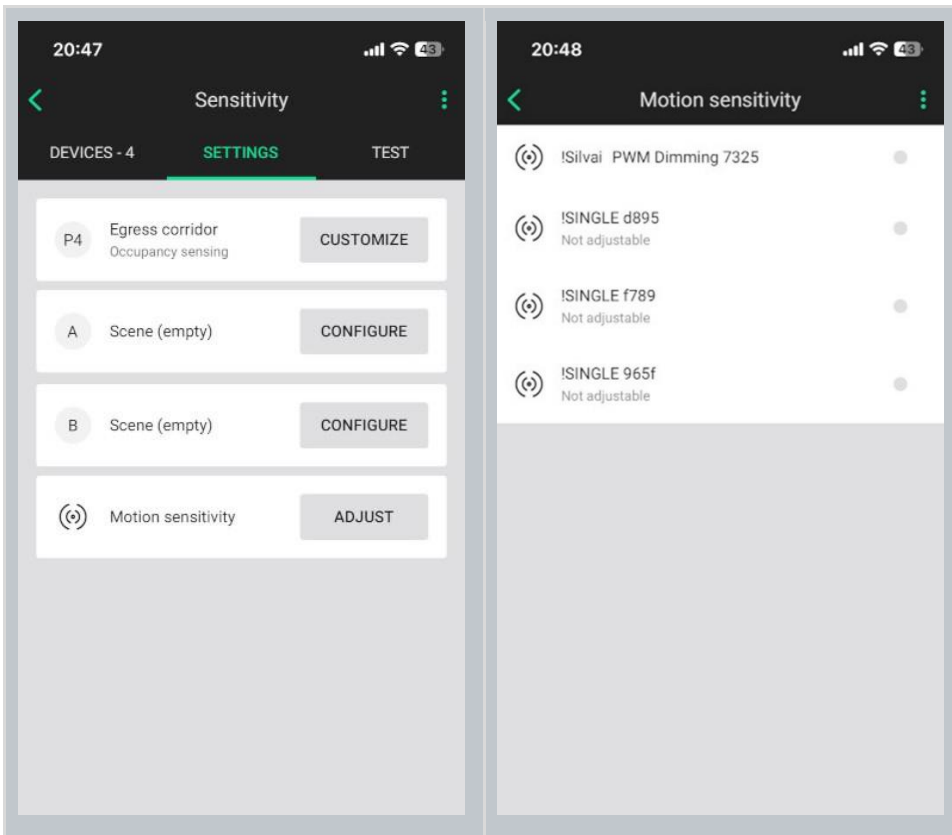 20:47
43
Sensitivity
DEVICES - 4
SETTINGS
TEST
P4
Egress corridor
Occupancy sensing
CUSTOMIZE
A
Scene (empty)
CONFIGURE
B
Scene (empty)
CONFIGURE
Motion sensitivity
ADJUST
20:48
43
Motion sensitivity
!Silvai PWM Dimming 7325
!SINGLE d895
Not adjustable
!SINGLE f789
Not adjustable
!SINGLE 965f
Not adjustable